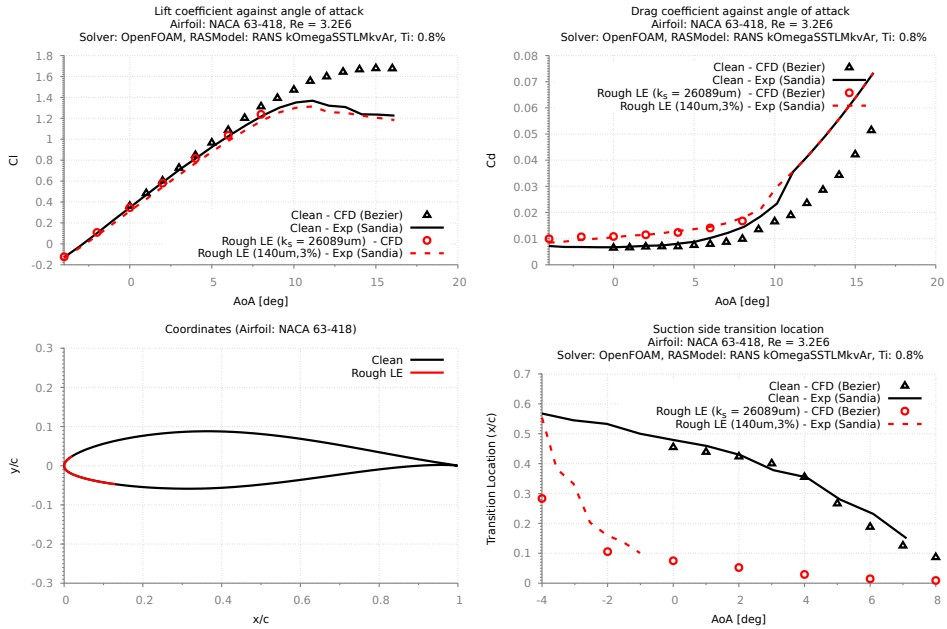 Lift coefficient against angle of attack
Airfoil: NACA 63-418, Re = 3.2E6
Solver: OpenFOAM, RASModel: RANS kOmegaSSTLMkvAr, Ti: 0.8%
1.8
1.6
1.4
1.2
1
0.8
0.6
0.4
0.2
0
-0.2
Cl
0
5
10
15
20
AoA [deg]
Clean - CFD (Bezier)
Clean - Exp (Sandia)
Rough LE (ks = 26089um) - CFD
Rough LE (140um,3%) - Exp (Sandia)
Drag coefficient against angle of attack
Airfoil: NACA 63-418, Re = 3.2E6
Solver: OpenFOAM, RASModel: RANS kOmegaSSTLMkvAr, Ti: 0.8%
0.08
0.07
0.06
0.05
0.04
0.03
0.02
0.01
0
Cd
0
5
10
15
20
AoA [deg]
Clean - CFD (Bezier)
Clean - Exp (Sandia)
Rough LE (ks = 26089um) - CFD (Bezier)
Rough LE (140um,3%) - Exp (Sandia)
Coordinates (Airfoil: NACA 63-418)
0.3
0.2
0.1
0
-0.1
-0.2
-0.3
y/c
0
0.2
0.4
0.6
0.8
1
x/c
Clean
Rough LE
Suction side transition location
Airfoil: NACA 63-418, Re = 3.2E6
Solver: OpenFOAM, RASModel: RANS kOmegaSSTLMkvAr, Ti: 0.8%
0.7
0.6
0.5
0.4
0.3
0.2
0.1
0
Transition Location (x/c)
-4
-2
0
2
4
6
8
AoA [deg]
Clean - CFD (Bezier)
Clean - Exp (Sandia)
Rough LE (ks = 26089um) - CFD (Bezier)
Rough LE (140um,3%) - Exp (Sandia)